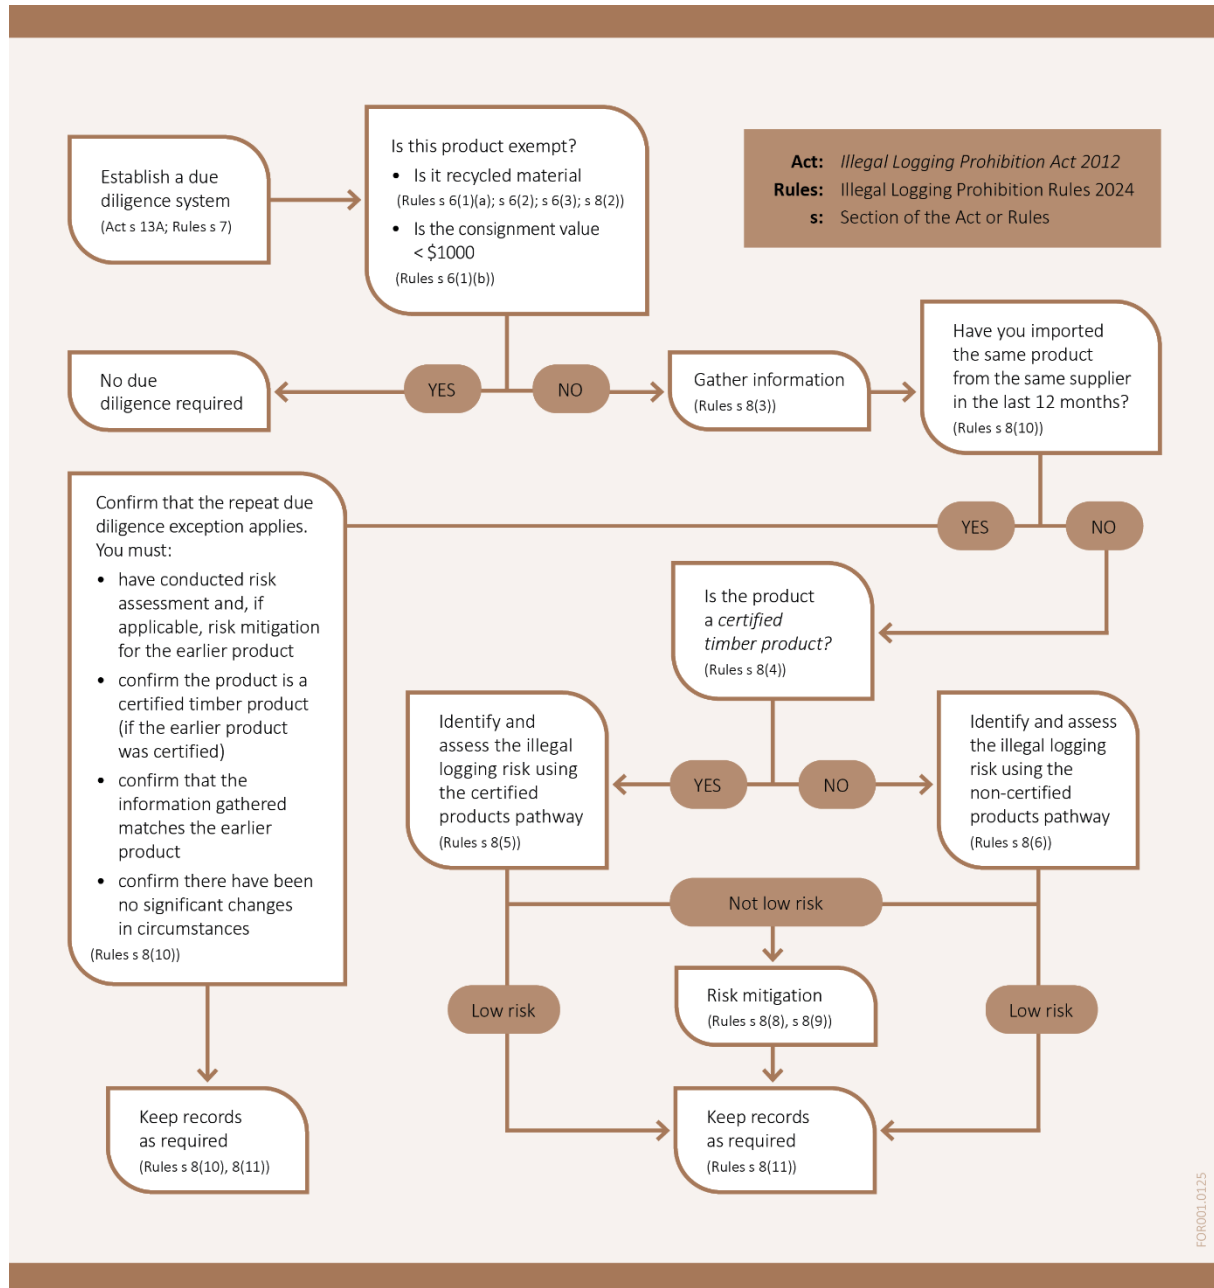 Establish a due
diligence system
(Act s 13A; Rules s 7)
Is this product exempt?
• Is it recycled material
(Rules s 6(1)(a); s 6(2); s 6(3); s 8(2))
• Is the consignment value
< $1000
(Rules s 6(1)(b))
Act: Illegal Logging Prohibition Act 2012
Rules: Illegal Logging Prohibition Rules 2024
s: Section of the Act or Rules
No due
diligence required
YES
NO
Gather information
(Rules s 8(3))
Have you imported
the same product
from the same supplier
in the last 12 months?
(Rules s 8(10))
YES
NO
Confirm that the repeat due
diligence exception applies.
You must:
• have conducted risk
assessment and, if
applicable, risk mitigation
for the earlier product
• confirm the product is a
certified timber product
(if the earlier product
was certified)
• confirm that the
information gathered
matches the earlier
product
• confirm there have been
no significant changes
in circumstances
(Rules s 8(10))
Keep records
as required
(Rules s 8(10), 8(11))
Is the product
a certified
timber product?
(Rules s 8(4))
Identify and
assess the illegal
logging risk using
the certified
products pathway
(Rules s 8(5))
YES
NO
Identify and assess
the illegal logging
risk using the
non-certified
products pathway
(Rules s 8(6))
Not low risk
Low risk
Risk mitigation
(Rules s 8(8), s 8(9))
Low risk
Keep records
as required
(Rules s 8(11))
FOR001.0125